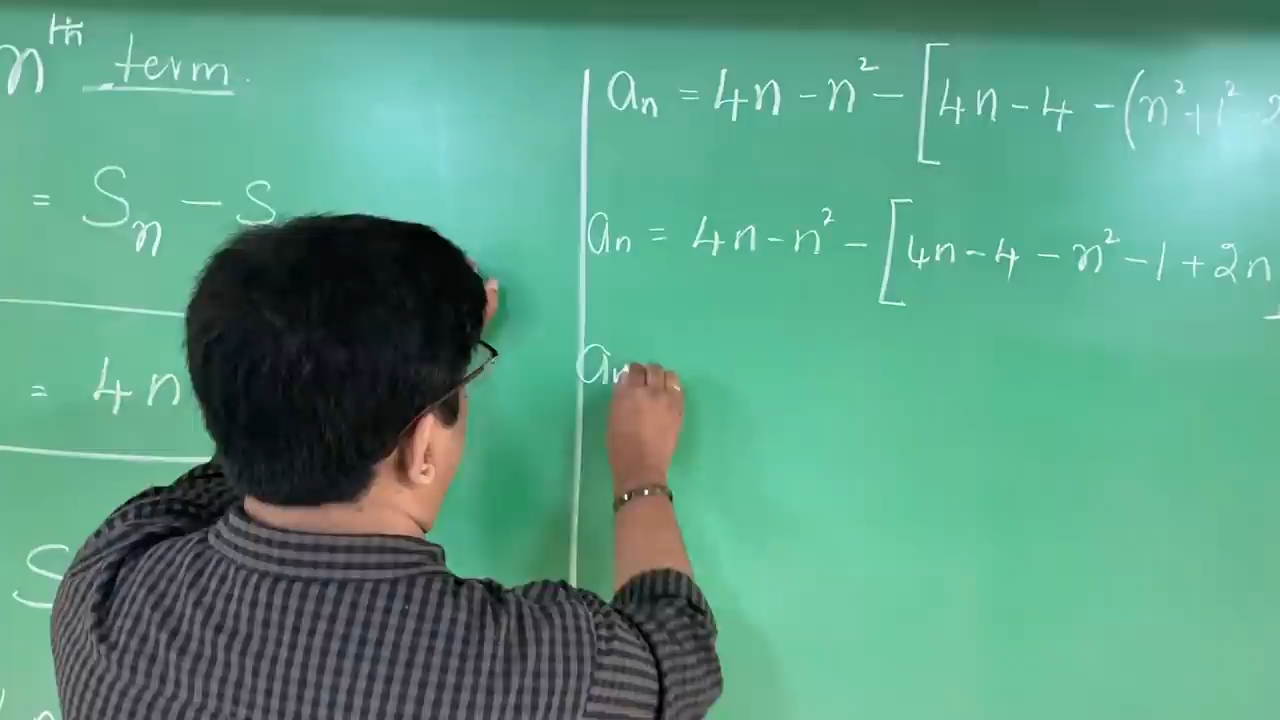 nth term.
= Sn - S
= 4n
S
an = 4n - n² - [4n - 4 - (n² + 1²
an = 4n - n² - [4n - 4 - n² - 1 + 2n
an